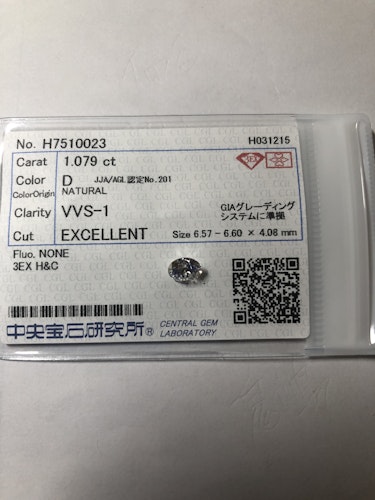 No. H7510023 H031215
Carat 1.079 ct
Color D JJA/AGL認定No.201
ColorOrigin NATURAL
Clarity VVS-1 GIAグレーディング
システムに準拠
Cut EXCELLENT Size 6.57 - 6.60 × 4.08 mm
Fluo. NONE
3EX H&C
中央宝石研究所® CENTRAL GEM
LABORATORY